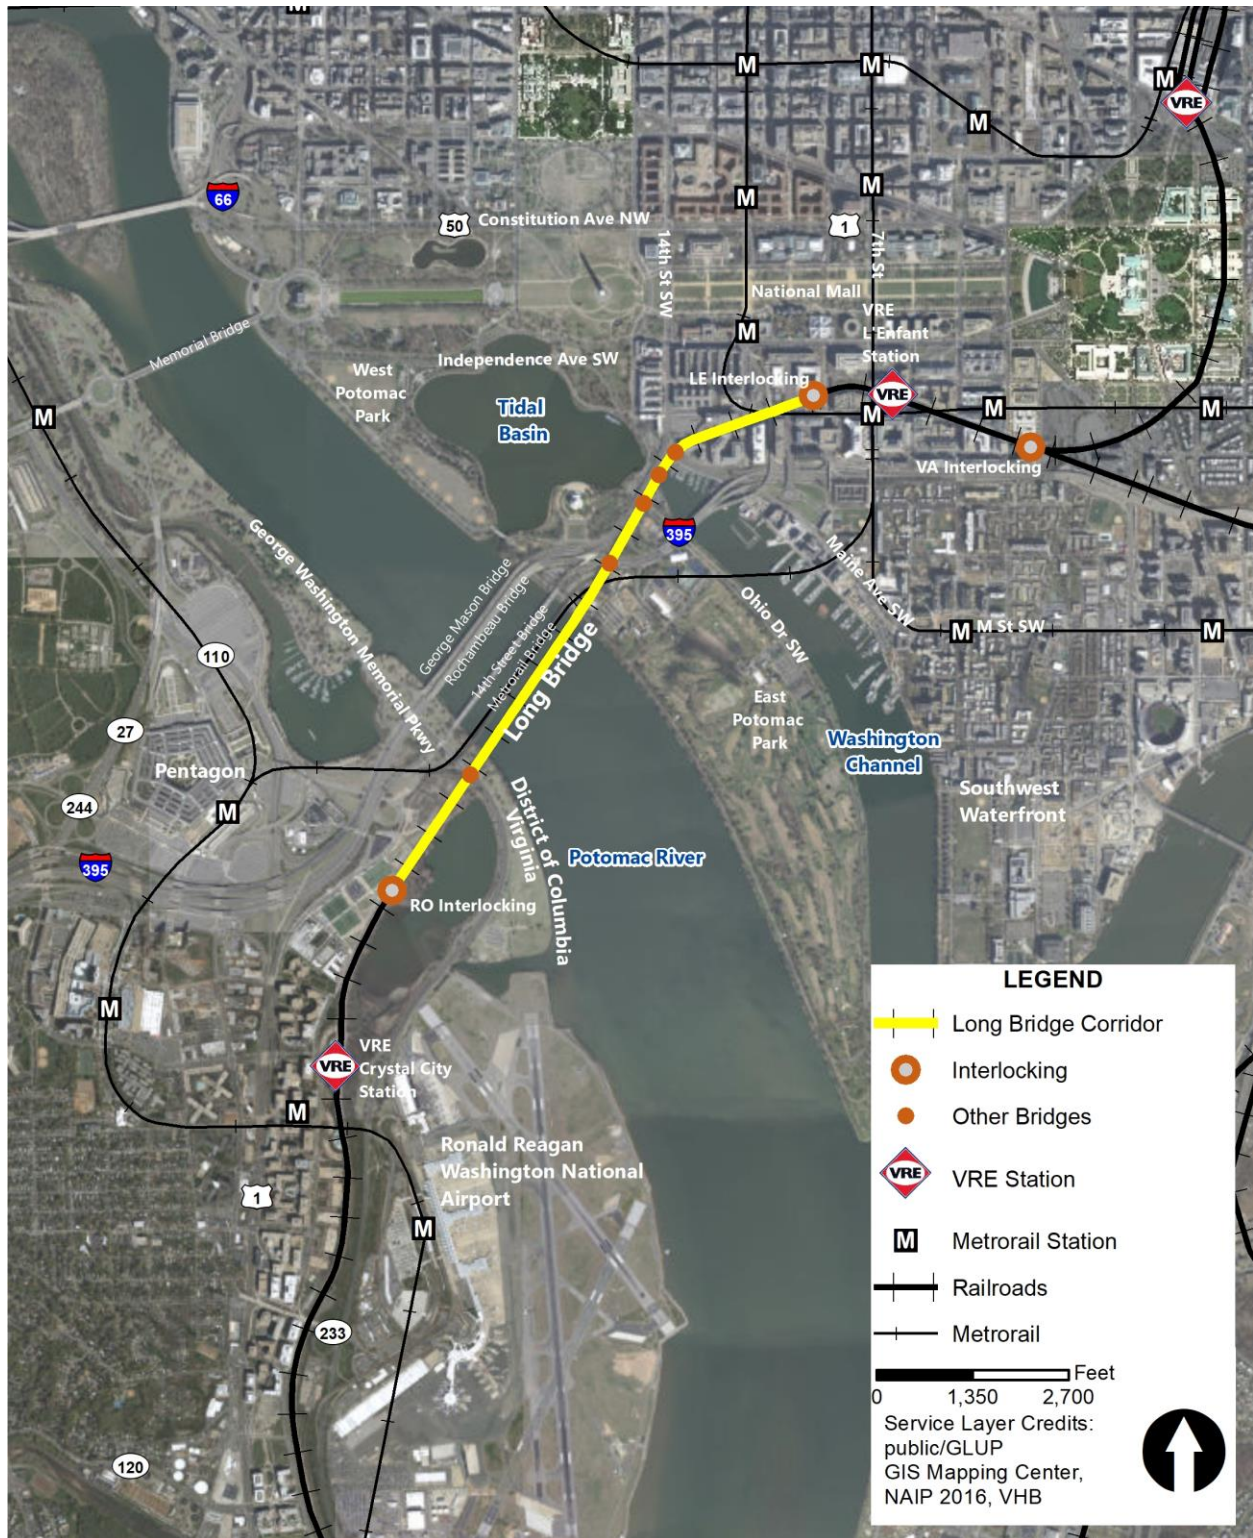 M
M
M
M
VRE
M
66
M
M
50
Constitution Ave NW
1
14th St SW
7th St
National Mall
Memorial Bridge
VRE
L'Enfant
Station
M
Independence Ave SW
West
Potomac
Park
LE Interlocking
VRE
Tidal
Basin
M
M
M
M
VA Interlocking
395
George Washington Memorial Pkwy
George Mason Bridge
Rochambeau Bridge
14th Street Bridge
Metrorail Bridge
Long Bridge
Maine Ave SW
Ohio Dr SW
M
M St SW
M
110
27
East
Potomac
Park
Washington
Channel
Pentagon
244
M
Southwest
Waterfront
District of Columbia
Virginia
Potomac River
395
RO Interlocking
M
VRE
VRE
Crystal City
Station
M
Ronald Reagan
Washington National
Airport
1
M
233
120
LEGEND
Long Bridge Corridor
Interlocking
Other Bridges
VRE
VRE Station
M
Metrorail Station
Railroads
Metrorail
Feet
0 1,350 2,700
Service Layer Credits:
public/GLUP
GIS Mapping Center,
NAIP 2016, VHB